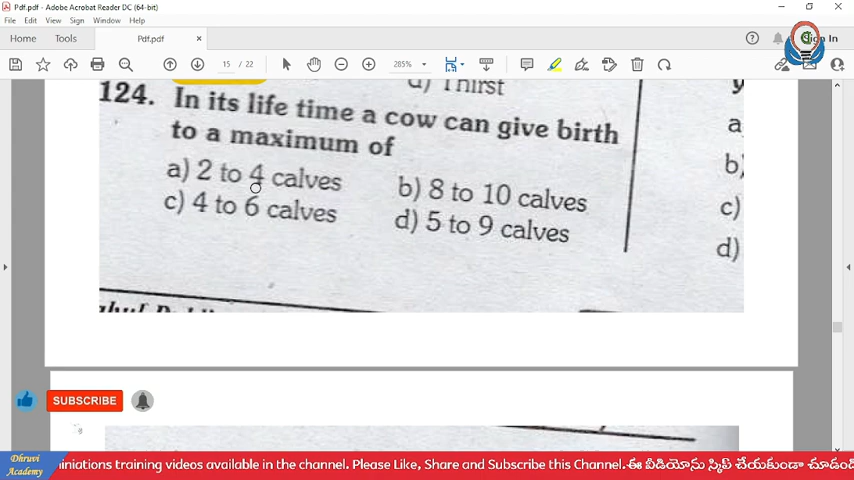 Pdf.pdf - Adobe Acrobat Reader DC (64-bit)
File Edit View Sign Window Help
Home Tools Pdf.pdf × Sign In
15 / 22 285%
d) Thirst
124. In its life time a cow can give birth
to a maximum of
a) 2 to 4 calves b) 8 to 10 calves
c) 4 to 6 calves d) 5 to 9 calves
y
a
b)
c)
d)
SUBSCRIBE
Dhruvi
Academy
iniations training videos available in the channel. Please Like, Share and Subscribe this Channel. ఈ వీడియోను స్కిప్ చేయకుండా చూడండి